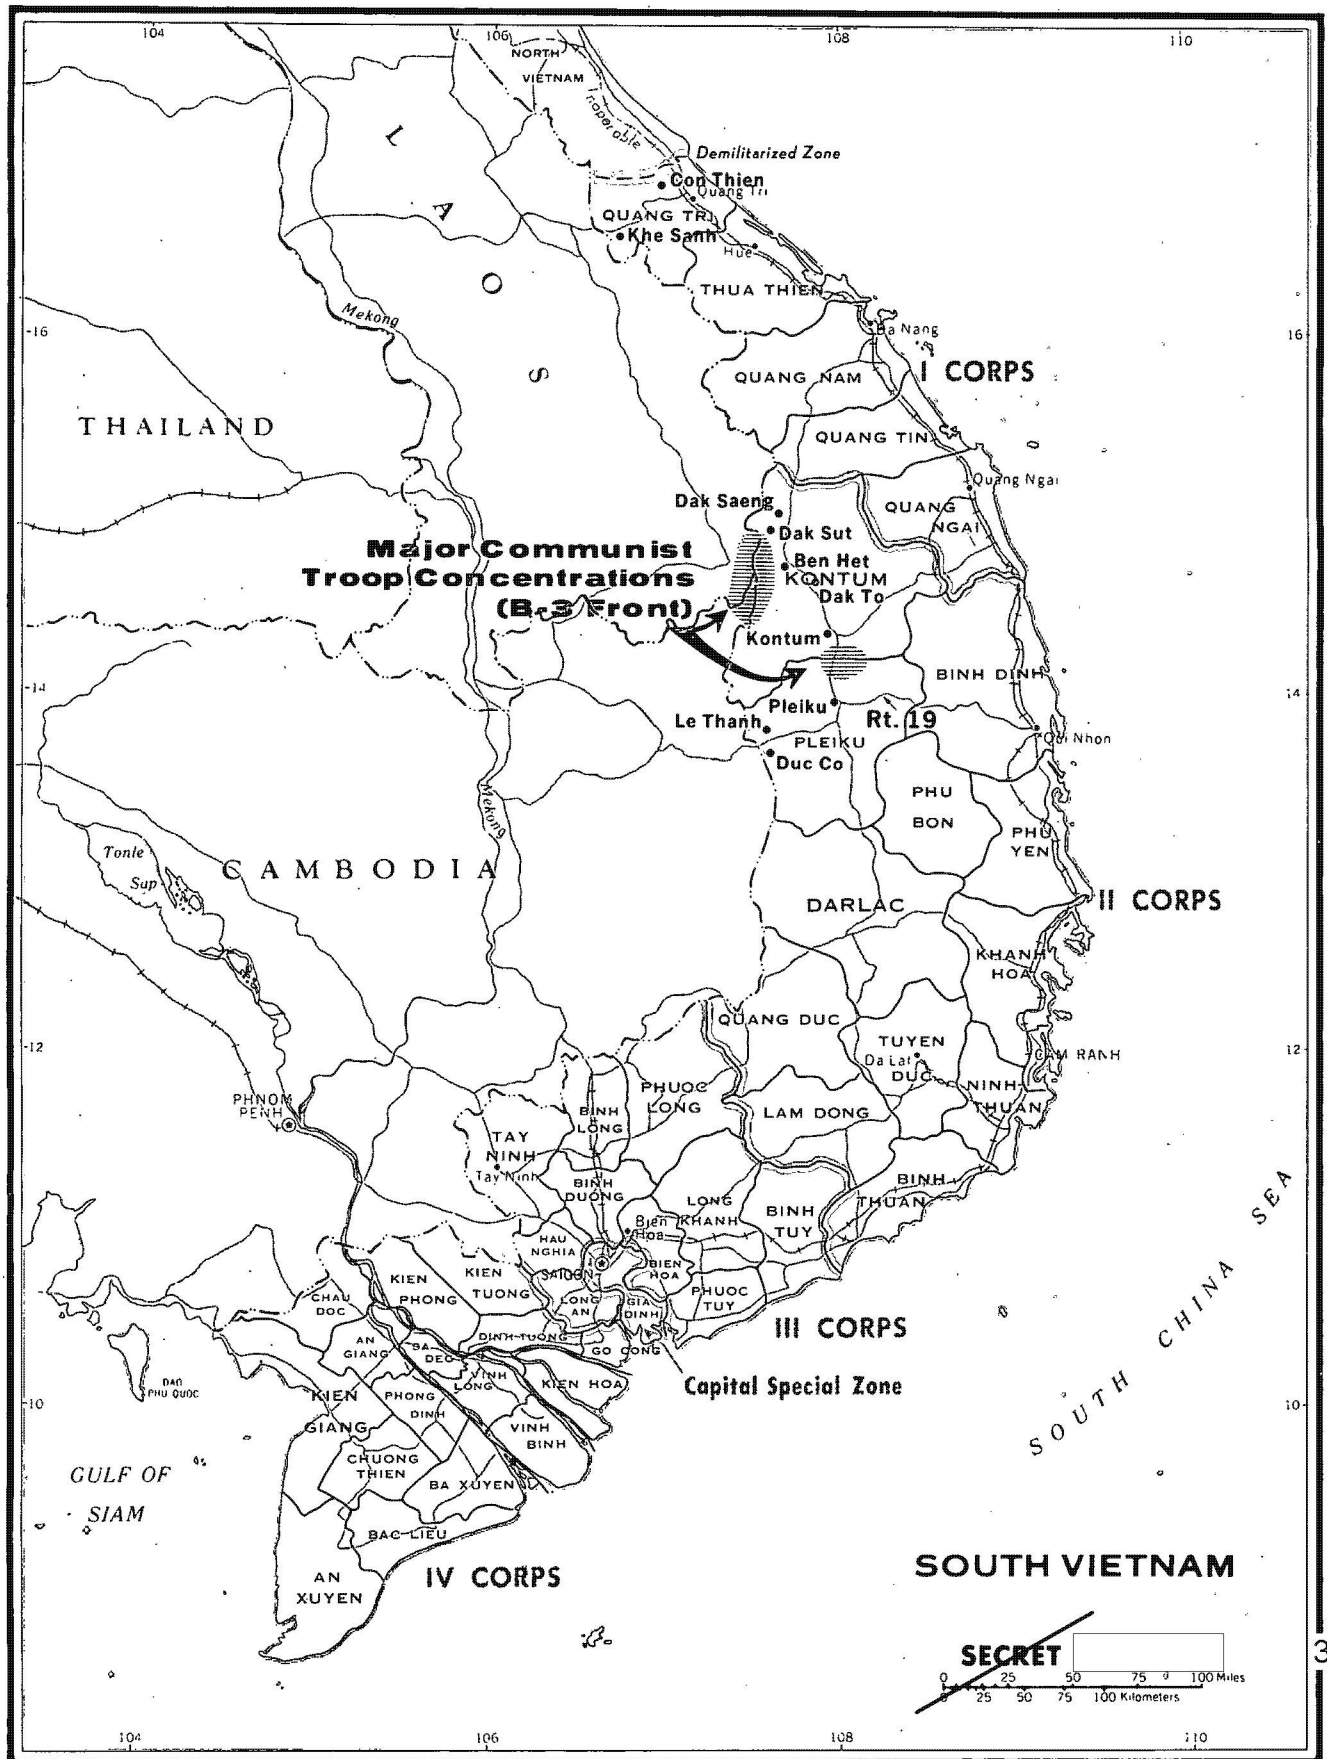 104
106
108
110
NORTH
VIETNAM
Inoperable
Demilitarized Zone
L
A
O
S
Con Thien
Quang Tri
QUANG TRI
Khe Sanh
Hue
THUA THIEN
Mekong
16
16
Da Nang
QUANG NAM
I CORPS
THAILAND
QUANG TIN
Quang Ngai
Dak Saeng
QUANG
NGAI
Dak Sut
Major Communist
Troop Concentrations
(B-3 Front)
Ben Het
KONTUM
Dak To
Kontum
BINH DINH
14
14
Pleiku
Rt. 19
Le Thanh
PLEIKU
Qui Nhon
Duc Co
Mekong
PHU
BON
PHU
YEN
Tonle
Sap
CAMBODIA
DARLAC
II CORPS
KHANH
HOA
QUANG DUC
12
12
TUYEN
DUC
Da Lat
CAM RANH
PHNOM
PENH
PHUOC
LONG
NINH
THUAN
BINH
LONG
LAM DONG
TAY
NINH
Tay Ninh
BINH
DUONG
BINH
THUAN
LONG
KHANH
BINH
TUY
Bien
Hoa
HAU
NGHIA
SAIGON
BIEN
HOA
KIEN
PHONG
KIEN
TUONG
CHAU
DOC
LONG
AN
GIA
DINH
PHUOC
TUY
III CORPS
AN
GIANG
SA
DEC
DINH TUONG
GO CONG
Capital Special Zone
DAO
PHU QUOC
KIEN
GIANG
PHONG
DINH
VINH
LONG
KIEN HOA
10
10
VINH
BINH
CHUONG
THIEN
BA XUYEN
GULF OF
SIAM
BAC LIEU
AN
XUYEN
IV CORPS
SOUTH CHINA SEA
SOUTH VIETNAM
SECRET
3
0 25 50 75 100 Miles
0 25 50 75 100 Kilometers
104
106
108
110